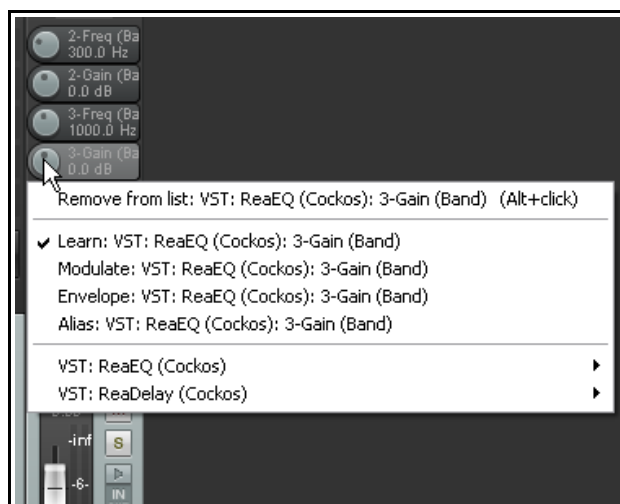 2-Freq (Ba
300.0 Hz
2-Gain (Ba
0.0 dB
3-Freq (Ba
1000.0 Hz
3-Gain (Ba
0.0 dB
Remove from list: VST: ReaEQ (Cockos): 3-Gain (Band) (Alt+click)
Learn: VST: ReaEQ (Cockos): 3-Gain (Band)
Modulate: VST: ReaEQ (Cockos): 3-Gain (Band)
Envelope: VST: ReaEQ (Cockos): 3-Gain (Band)
Alias: VST: ReaEQ (Cockos): 3-Gain (Band)
VST: ReaEQ (Cockos)
VST: ReaDelay (Cockos)
-inf
S
-6-
IN